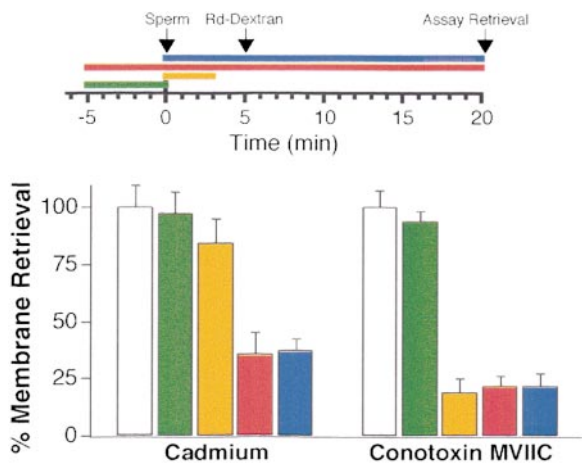 Sperm Rd-Dextran Assay Retrieval
-5 0 5 10 15 20
Time (min)
% Membrane Retrieval
100
75
50
25
0
Cadmium Conotoxin MVIIC